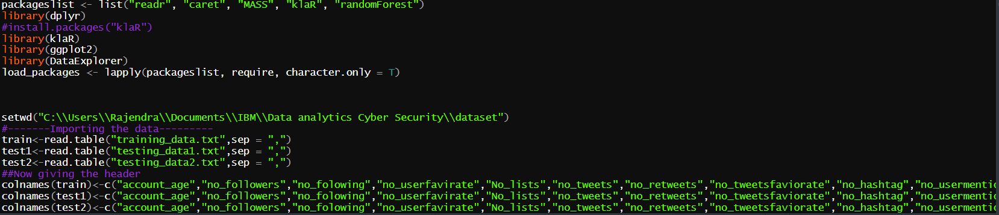 packageslist <- list("readr", "caret", "MASS", "klaR", "randomForest")
library(dplyr)
#install.packages("klaR")
library(klaR)
library(ggplot2)
library(DataExplorer)
load_packages <- lapply(packageslist, require, character.only = T)
setwd("C:\\Users\\Rajendra\\Documents\\IBM\\Data analytics Cyber Security\\dataset")
#-------Importing the data---------
train<-read.table("training_data.txt",sep = ",")
test1<-read.table("testing_data1.txt",sep = ",")
test2<-read.table("testing_data2.txt",sep = ",")
##Now giving the header
colnames(train)<-c("account_age","no_followers","no_folowing","no_userfavirate","No_lists","no_tweets","no_retweets","no_tweetsfaviorate","no_hashtag","no_usermentic
colnames(test1)<-c("account_age","no_followers","no_folowing","no_userfavirate","No_lists","no_tweets","no_retweets","no_tweetsfaviorate","no_hashtag","no_usermentic
colnames(test2)<-c("account_age","no_followers","no_folowing","no_userfavirate","No_lists","no_tweets","no_retweets","no_tweetsfaviorate","no_hashtag","no_usermentic